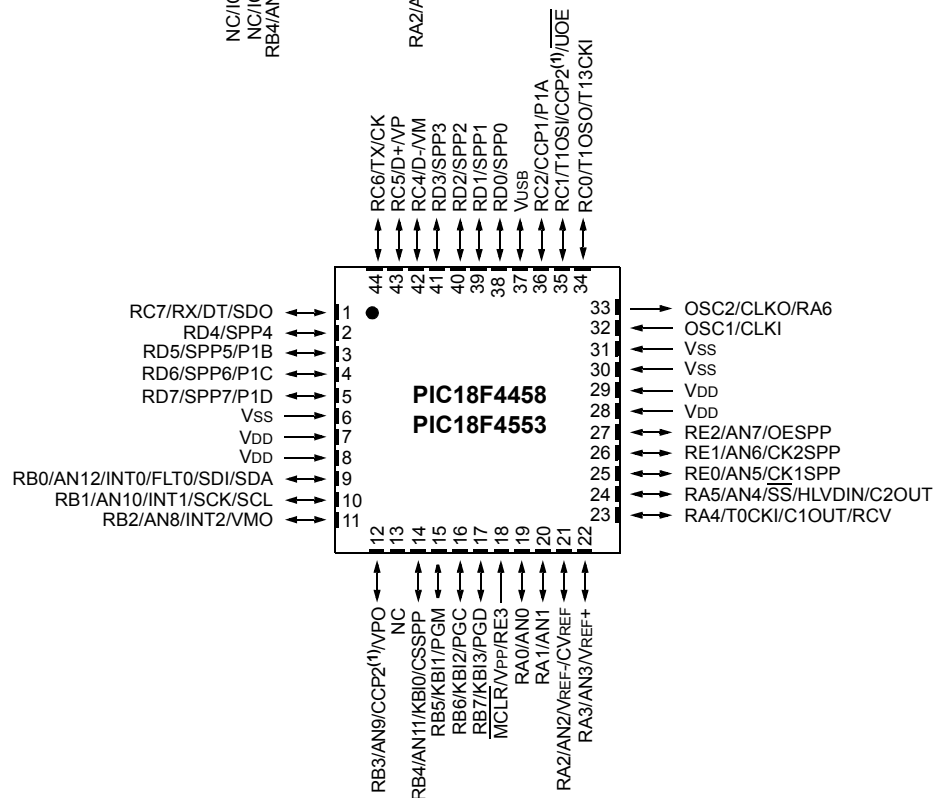 NC/IC
NC/IC
RB4/AN
RA2/A
RC6/TX/CK
RC5/D+/VP
RC4/D-/VM
RD3/SPP3
RD2/SPP2
RD1/SPP1
RD0/SPP0
VUSB
RC2/CCP1/P1A
RC1/T1OSI/CCP2(1)/UOE
RC0/T1OSO/T13CKI
44
43
42
41
40
39
38
37
36
35
34
RC7/RX/DT/SDO 1
RD4/SPP4 2
RD5/SPP5/P1B 3
RD6/SPP6/P1C 4
RD7/SPP7/P1D 5
VSS 6
VDD 7
VDD 8
RB0/AN12/INT0/FLT0/SDI/SDA 9
RB1/AN10/INT1/SCK/SCL 10
RB2/AN8/INT2/VMO 11
PIC18F4458
PIC18F4553
33 OSC2/CLKO/RA6
32 OSC1/CLKI
31 VSS
30 VSS
29 VDD
28 VDD
27 RE2/AN7/OESPP
26 RE1/AN6/CK2SPP
25 RE0/AN5/CK1SPP
24 RA5/AN4/SS/HLVDIN/C2OUT
23 RA4/T0CKI/C1OUT/RCV
12
13
14
15
16
17
18
19
20
21
22
RB3/AN9/CCP2(1)/VPO
NC
RB4/AN11/KBI0/CSSPP
RB5/KBI1/PGM
RB6/KBI2/PGC
RB7/KBI3/PGD
MCLR/VPP/RE3
RA0/AN0
RA1/AN1
RA2/AN2/VREF-/CVREF
RA3/AN3/VREF+